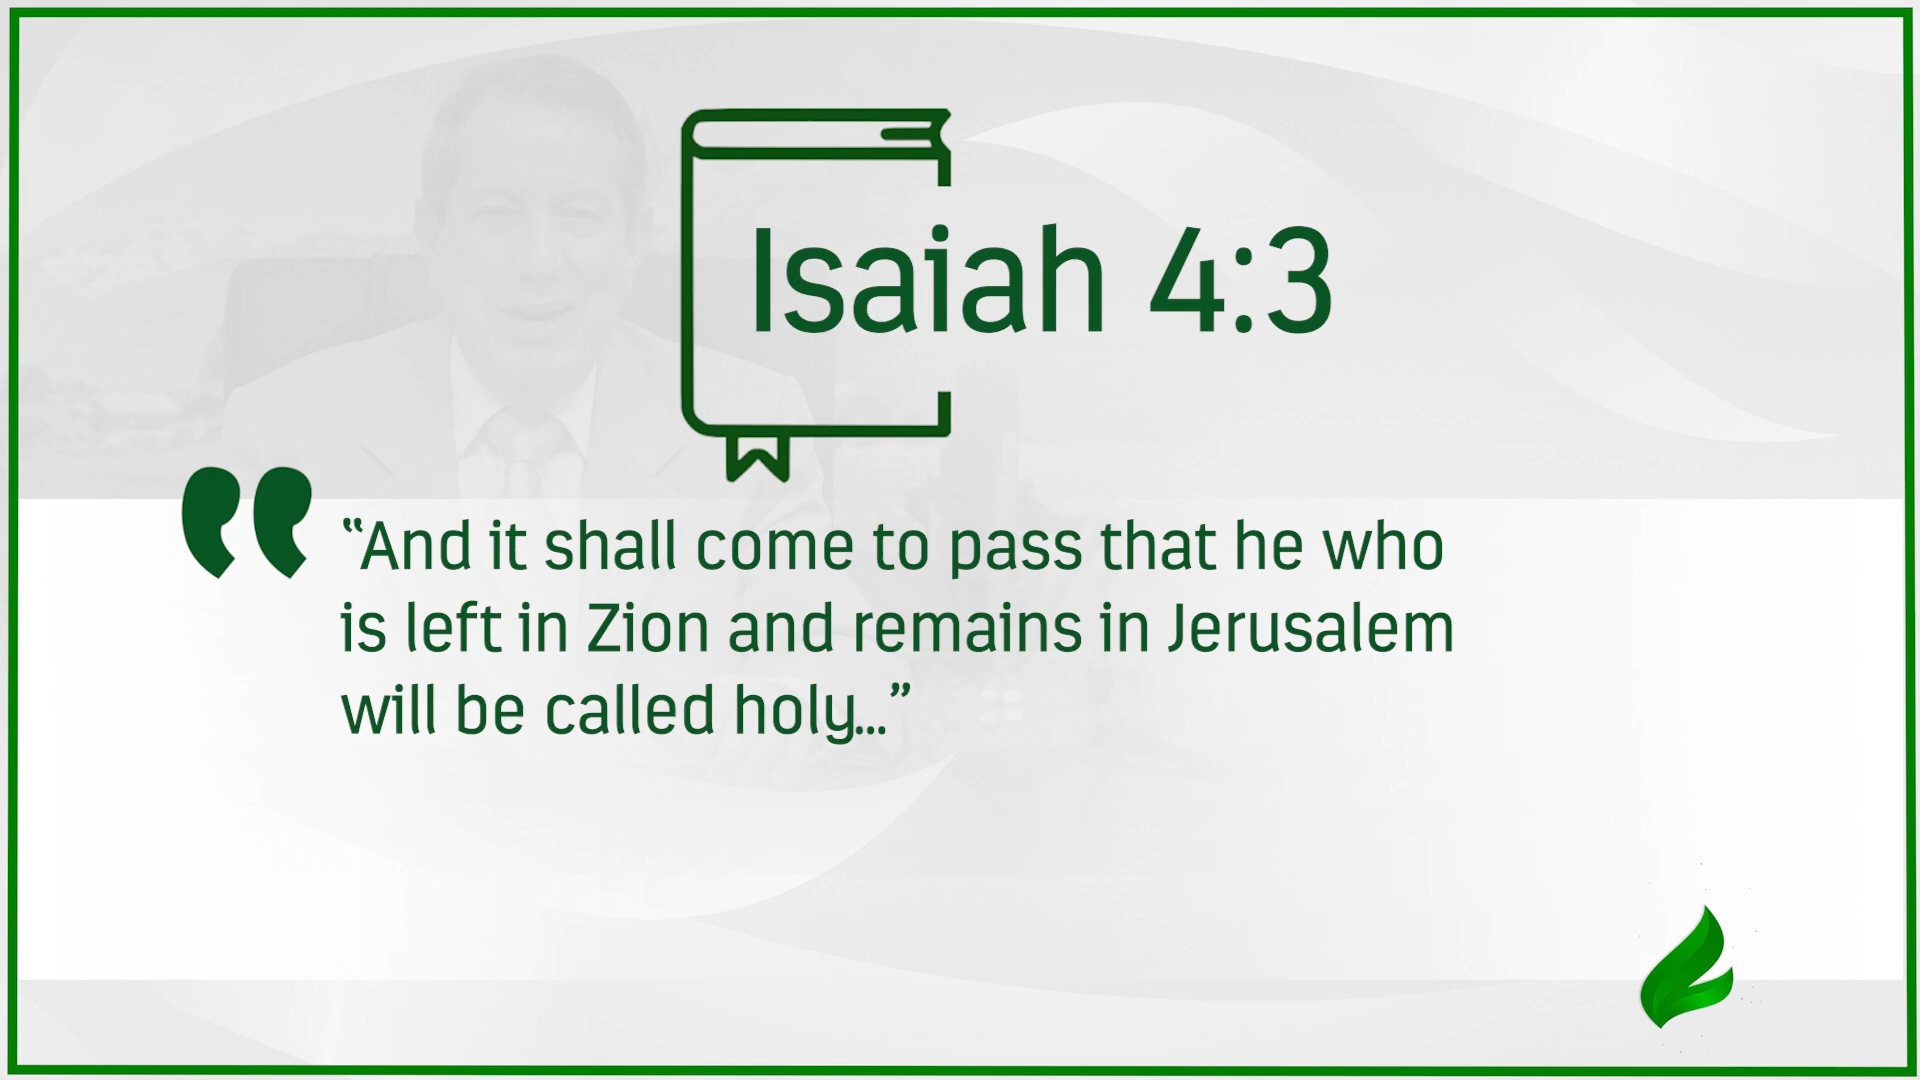 Isaiah 4:3
“And it shall come to pass that he who
is left in Zion and remains in Jerusalem
will be called holy...”